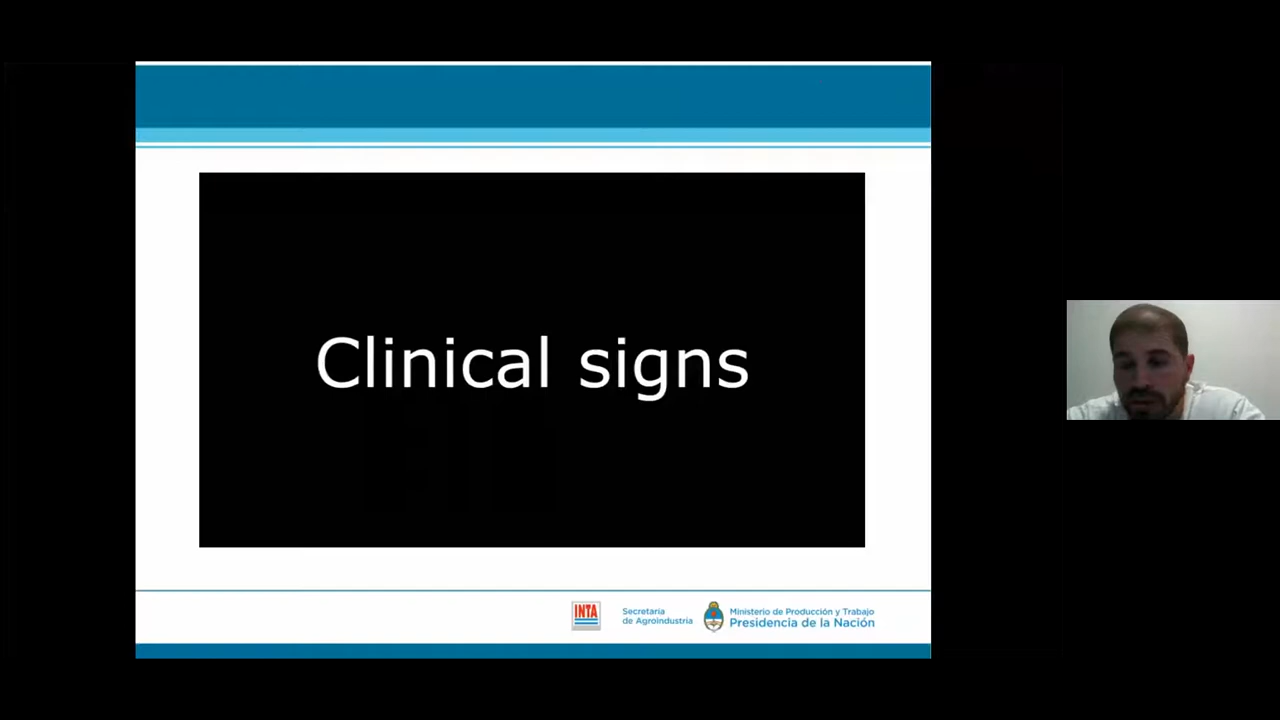 Clinical signs
INTA
Secretaría
de Agroindustria
Ministerio de Producción y Trabajo
Presidencia de la Nación